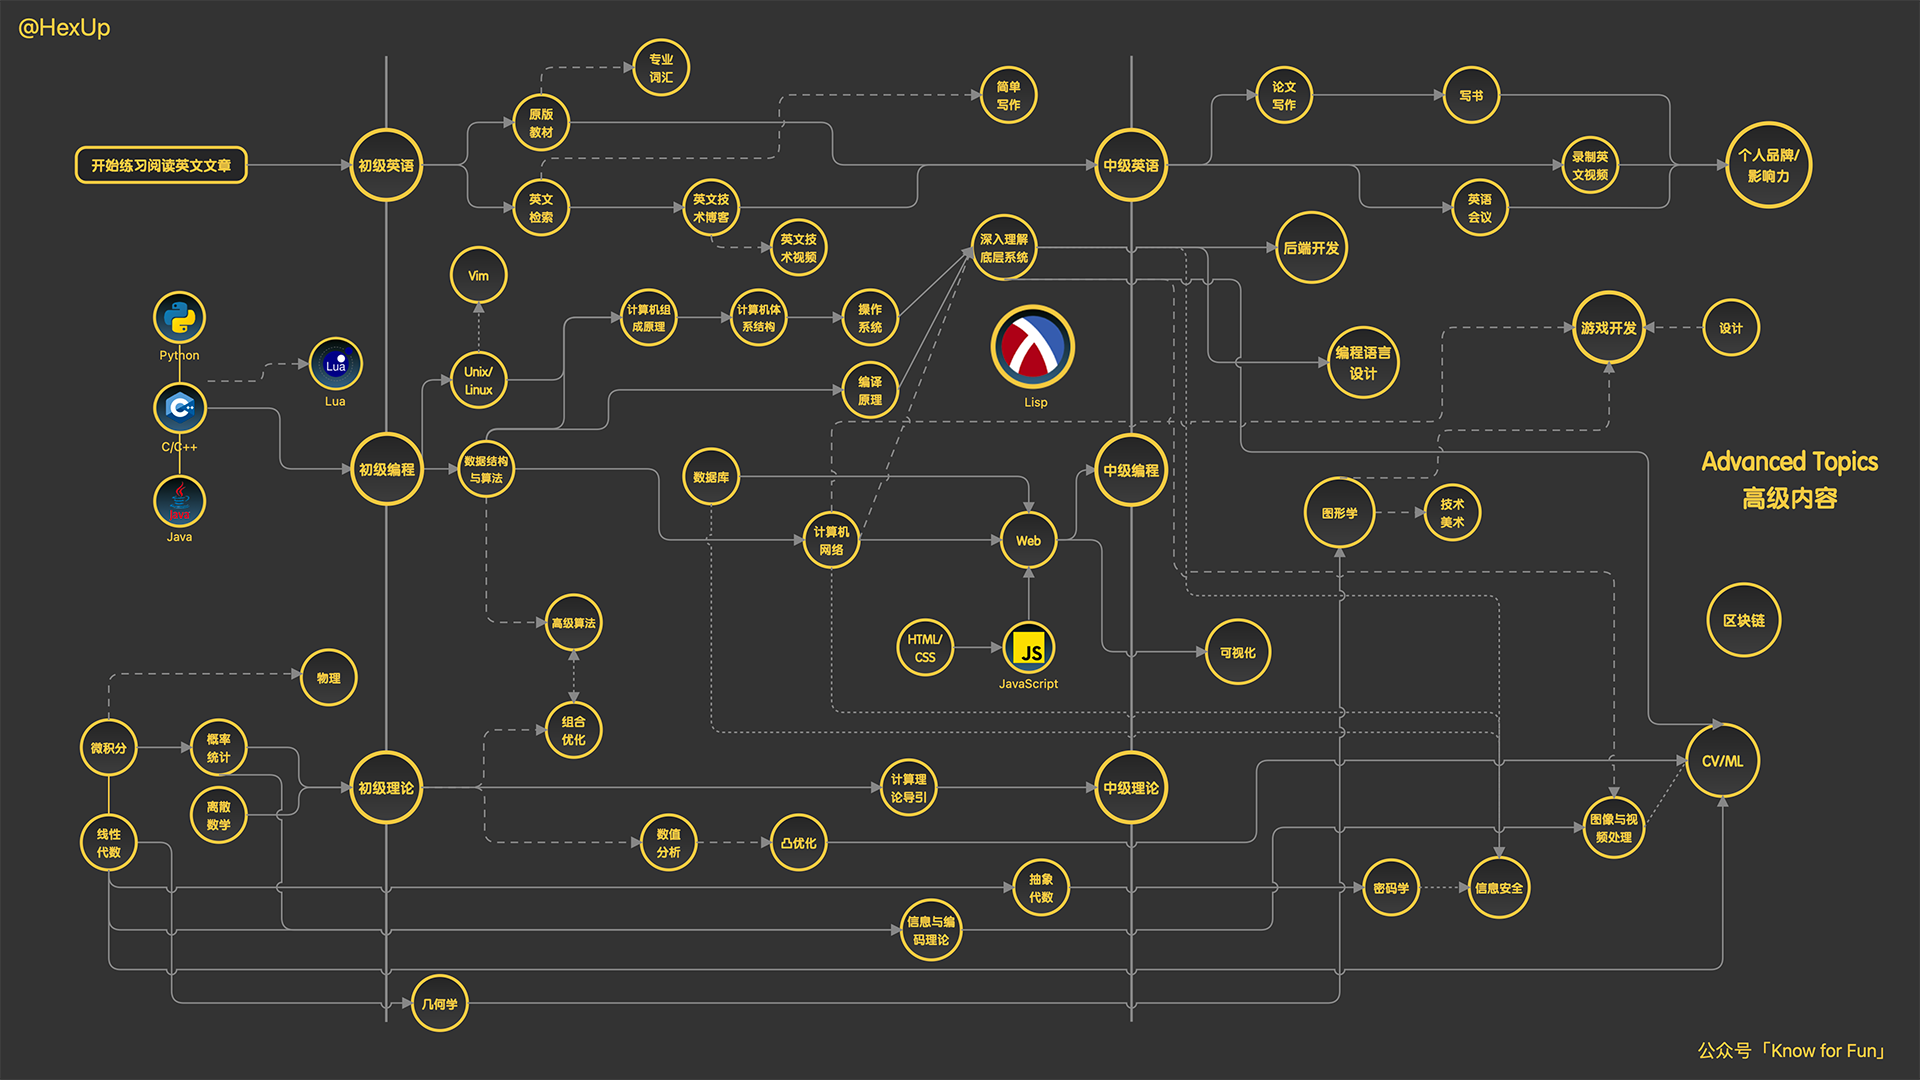 @HexUp
专业
词汇
原版
教材
简单
写作
论文
写作
写书
开始练习阅读英文文章
初级英语
中级英语
录制英
文视频
个人品牌/
影响力
英文
检索
英文技
术博客
英语
会议
英文技
术视频
深入理解
底层系统
后端开发
Vim
Python
计算机组
成原理
计算机体
系结构
操作
系统
游戏开发
设计
Lua
Lua
Unix/
Linux
编译
原理
Lisp
编程语言
设计
C/C++
初级编程
数据结构
与算法
数据库
中级编程
Advanced Topics
高级内容
Java
Java
图形学
技术
美术
计算机
网络
Web
高级算法
HTML/
CSS
JS
JavaScript
可视化
区块链
物理
微积分
概率
统计
组合
优化
初级理论
计算理
论导引
中级理论
CV/ML
离散
数学
线性
代数
数值
分析
凸优化
图像与视
频处理
抽象
代数
密码学
信息安全
信息与编
码理论
几何学
公众号「Know for Fun」